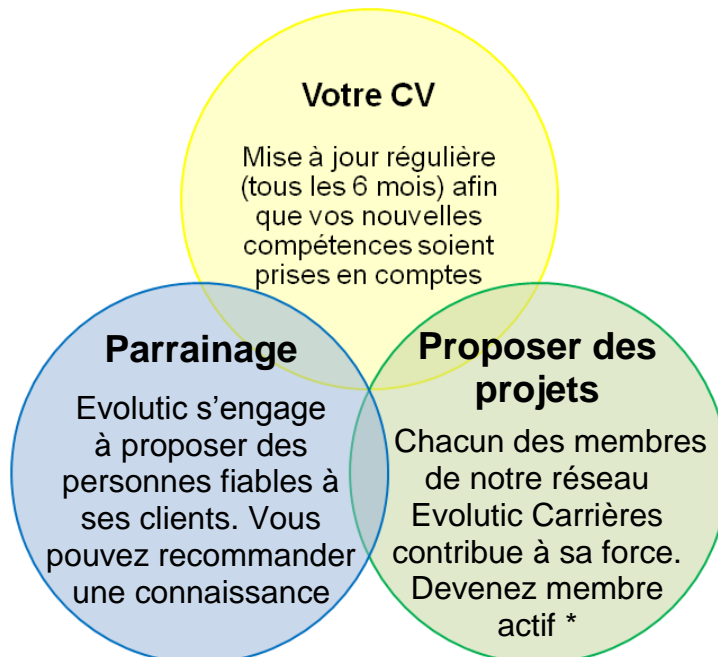 Votre CV
Mise à jour régulière
(tous les 6 mois) afin
que vos nouvelles
compétences soient
prises en comptes
Parrainage
Evolutic s’engage
à proposer des
personnes fiables à
ses clients. Vous
pouvez recommander
une connaissance
Proposer des
projets
Chacun des membres
de notre réseau
Evolutic Carrières
contribue à sa force.
Devenez membre
actif *